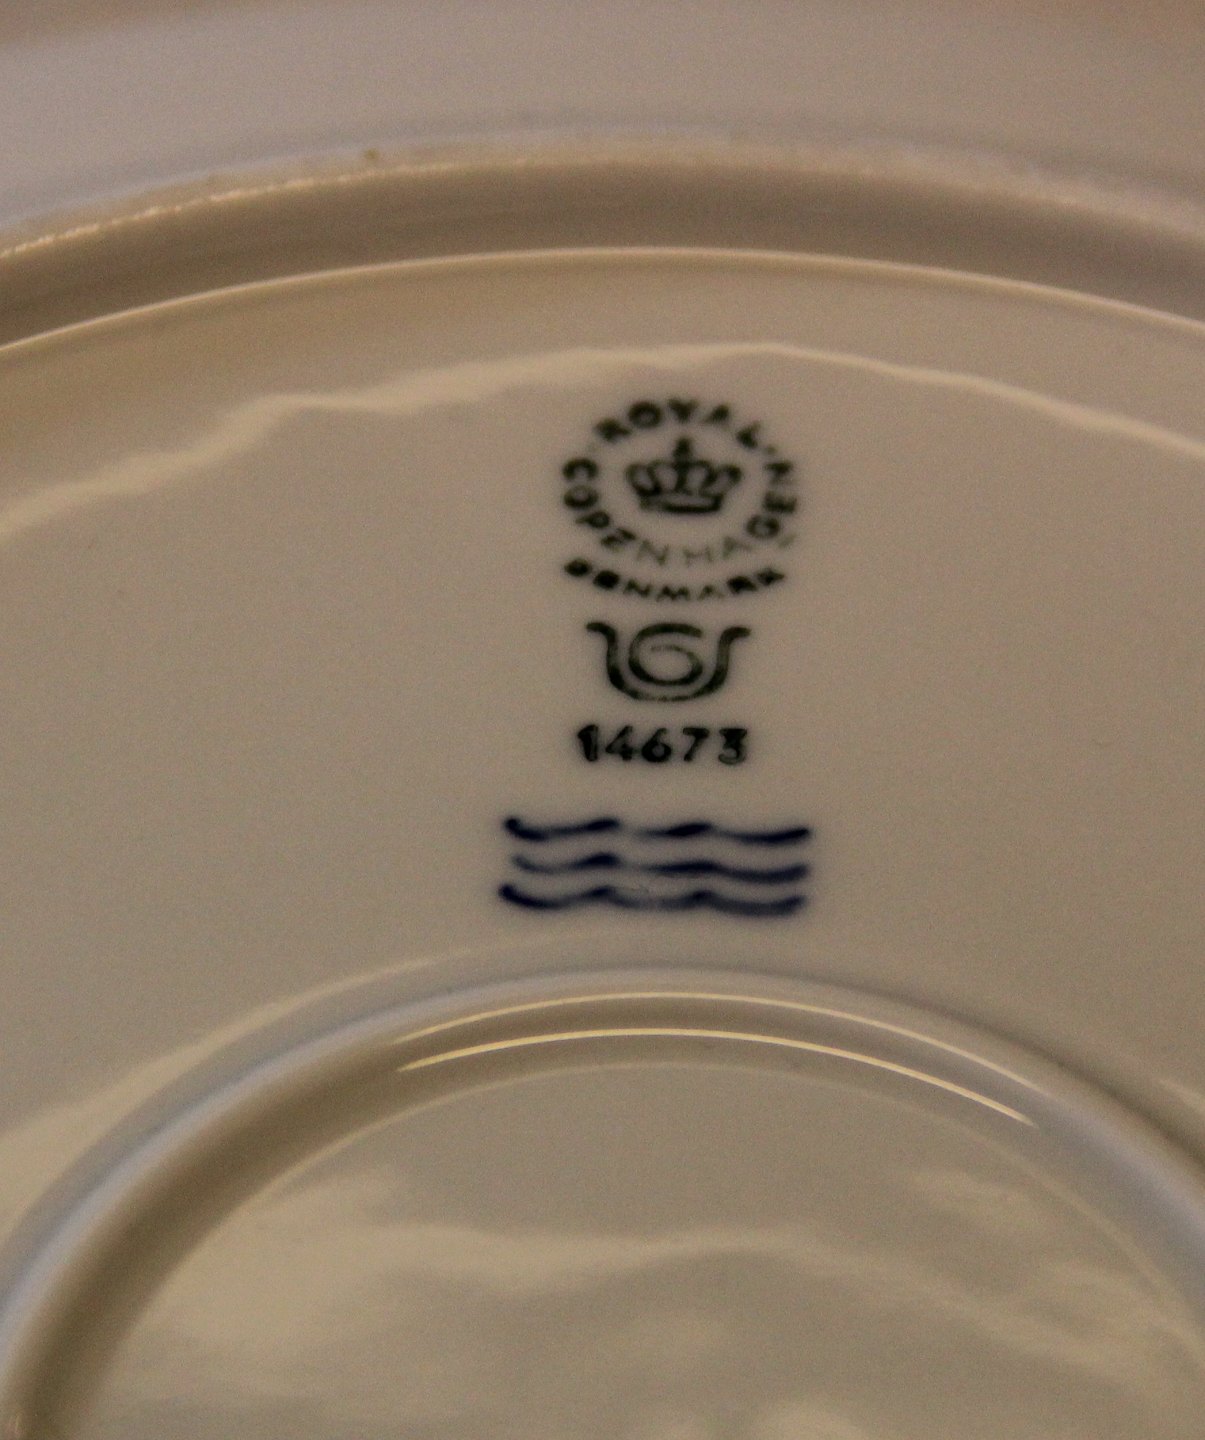 ROYAL
COPENHAGEN
DENMARK
14673